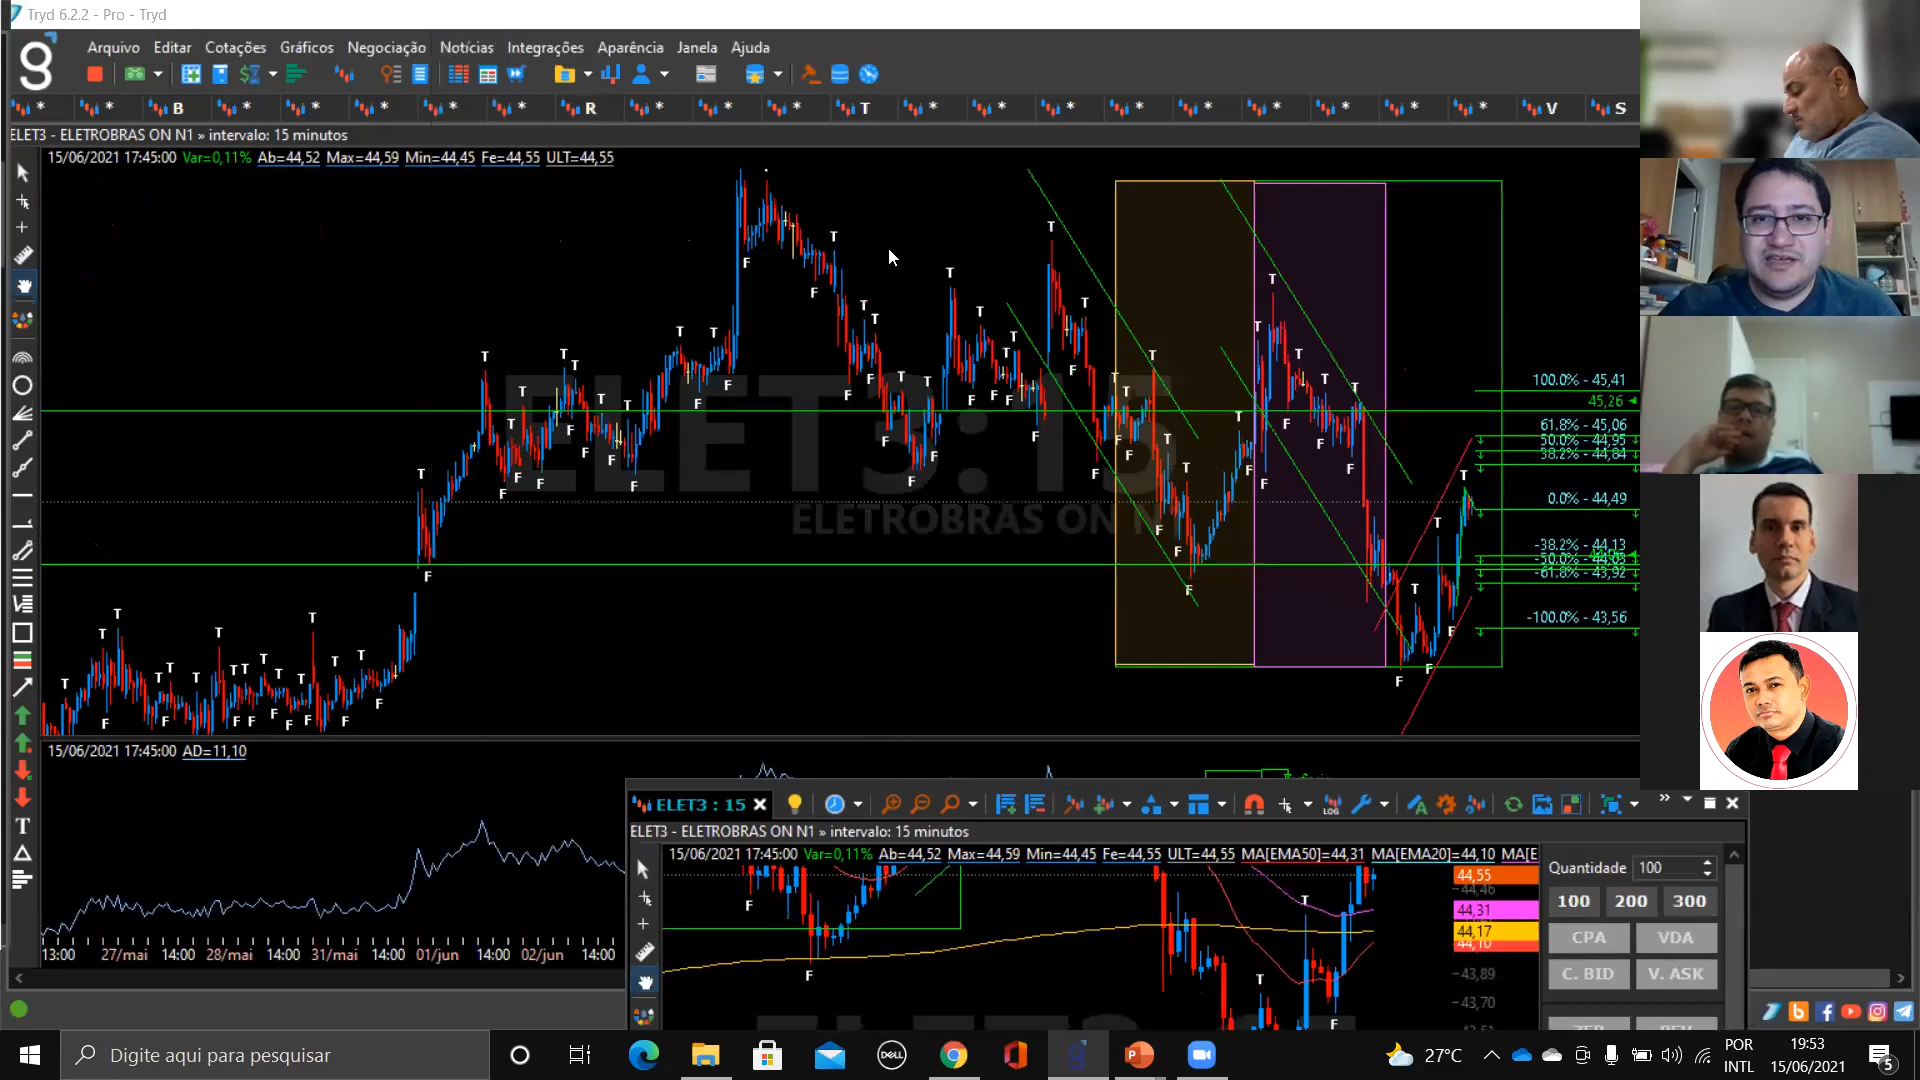 Tryd 6.2.2 - Pro - Tryd
Arquivo Editar Cotações Gráficos Negociação Notícias Integrações Aparência Janela Ajuda
B R T V S
ELET3 - ELETROBRAS ON N1 » intervalo: 15 minutos
15/06/2021 17:45:00 Var=0,11% Ab=44,52 Max=44,59 Min=44,45 Fe=44,55 ULT=44,55
ELET3:15
ELETROBRAS ON N1
100.0% - 45,41
45,26
61.8% - 45,06
50.0% - 44,95
38.2% - 44,84
0.0% - 44,49
-38.2% - 44,13
-61.8% - 43,92
-100.0% - 43,56
15/06/2021 17:45:00 AD=11,10
13:00 27/mai 14:00 28/mai 14:00 31/mai 14:00 01/jun 14:00 02/jun 14:00
ELET3 : 15
LOG
ELET3 - ELETROBRAS ON N1 » intervalo: 15 minutos
15/06/2021 17:45:00 Var=0,11% Ab=44,52 Max=44,59 Min=44,45 Fe=44,55 ULT=44,55 MA[EMA50]=44,31 MA[EMA20]=44,10 MA[E
44,55
44,46
44,31
44,17
44,10
43,89
43,70
Quantidade 100
100 200 300
CPA VDA
C. BID V. ASK
Digite aqui para pesquisar
DELL
27°C
POR
INTL
19:53
15/06/2021
5